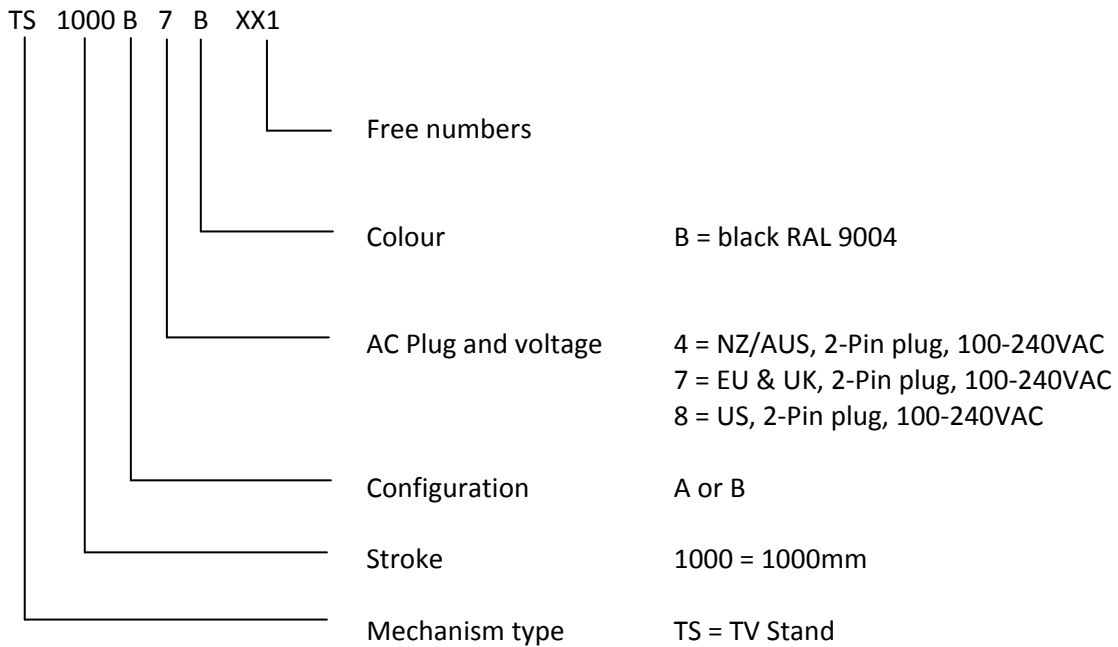 TS 1000 B 7 B XX1
Free numbers
Colour B = black RAL 9004
AC Plug and voltage 4 = NZ/AUS, 2-Pin plug, 100-240VAC
7 = EU & UK, 2-Pin plug, 100-240VAC
8 = US, 2-Pin plug, 100-240VAC
Configuration A or B
Stroke 1000 = 1000mm
Mechanism type TS = TV Stand